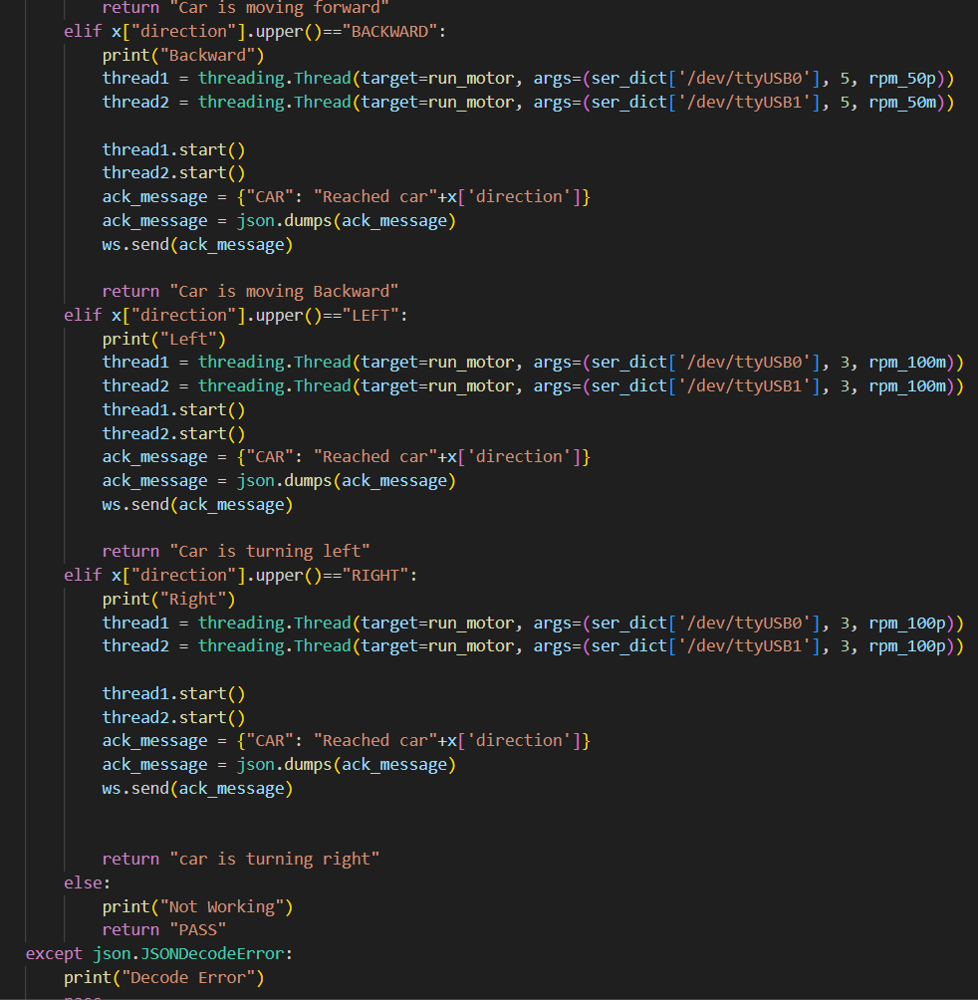 return "Car is moving forward"
elif x["direction"].upper()=="BACKWARD":
print("Backward")
thread1 = threading.Thread(target=run_motor, args=(ser_dict['/dev/ttyUSB0'], 5, rpm_50p))
thread2 = threading.Thread(target=run_motor, args=(ser_dict['/dev/ttyUSB1'], 5, rpm_50m))
thread1.start()
thread2.start()
ack_message = {"CAR": "Reached car"+x['direction']}
ack_message = json.dumps(ack_message)
ws.send(ack_message)
return "Car is moving Backward"
elif x["direction"].upper()=="LEFT":
print("Left")
thread1 = threading.Thread(target=run_motor, args=(ser_dict['/dev/ttyUSB0'], 3, rpm_100m))
thread2 = threading.Thread(target=run_motor, args=(ser_dict['/dev/ttyUSB1'], 3, rpm_100m))
thread1.start()
thread2.start()
ack_message = {"CAR": "Reached car"+x['direction']}
ack_message = json.dumps(ack_message)
ws.send(ack_message)
return "Car is turning left"
elif x["direction"].upper()=="RIGHT":
print("Right")
thread1 = threading.Thread(target=run_motor, args=(ser_dict['/dev/ttyUSB0'], 3, rpm_100p))
thread2 = threading.Thread(target=run_motor, args=(ser_dict['/dev/ttyUSB1'], 3, rpm_100p))
thread1.start()
thread2.start()
ack_message = {"CAR": "Reached car"+x['direction']}
ack_message = json.dumps(ack_message)
ws.send(ack_message)
return "car is turning right"
else:
print("Not Working")
return "PASS"
except json.JSONDecodeError:
print("Decode Error")